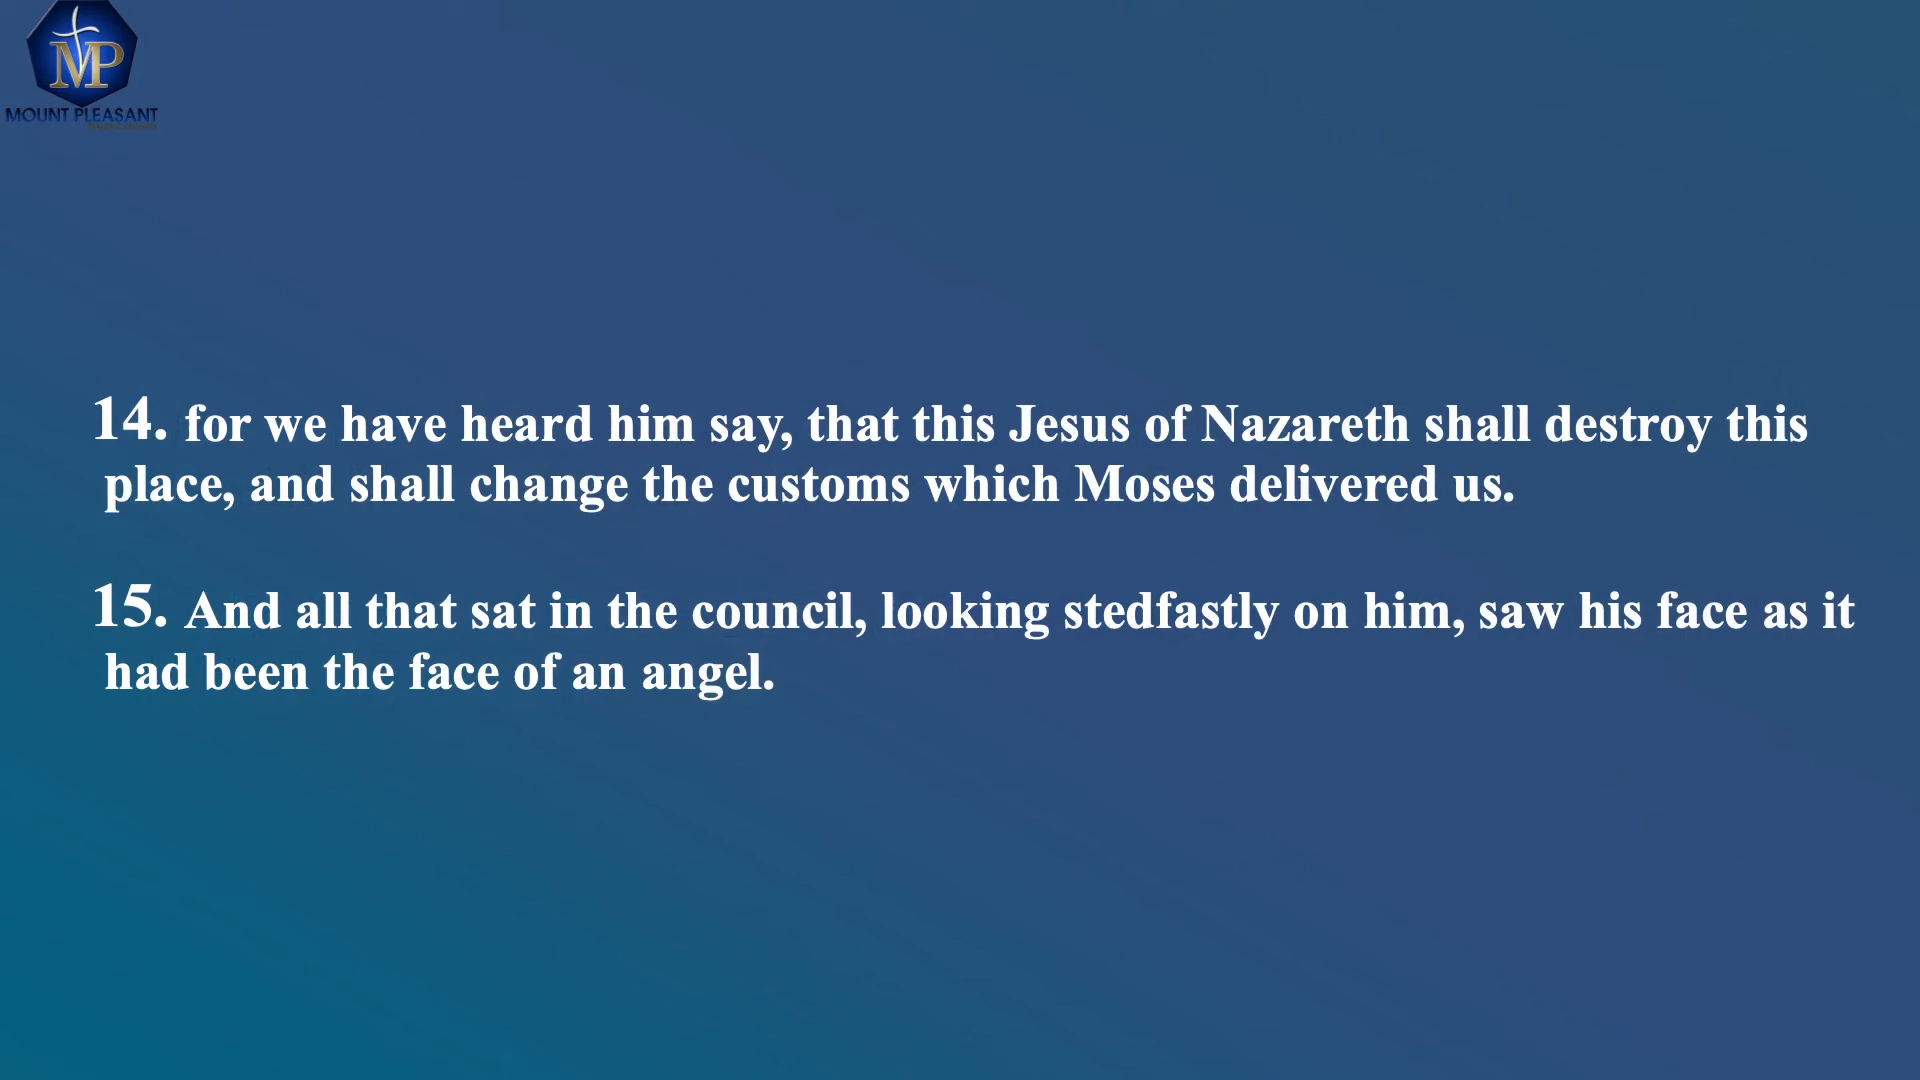 MP
MOUNT PLEASANT
14. for we have heard him say, that this Jesus of Nazareth shall destroy this
place, and shall change the customs which Moses delivered us.
15. And all that sat in the council, looking stedfastly on him, saw his face as it
had been the face of an angel.